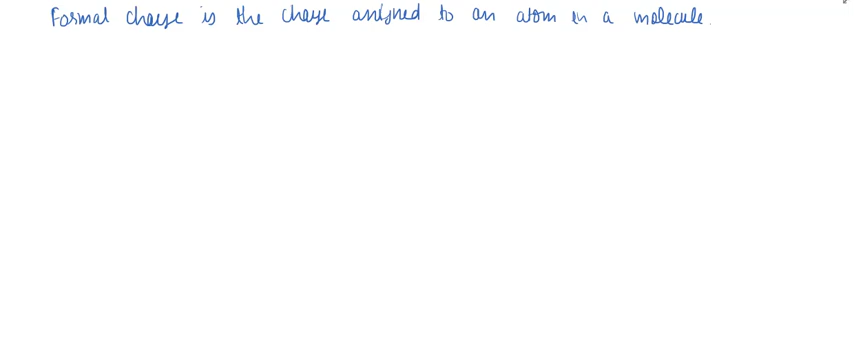 Formal charge is the charge assigned to an atom in a molecule.